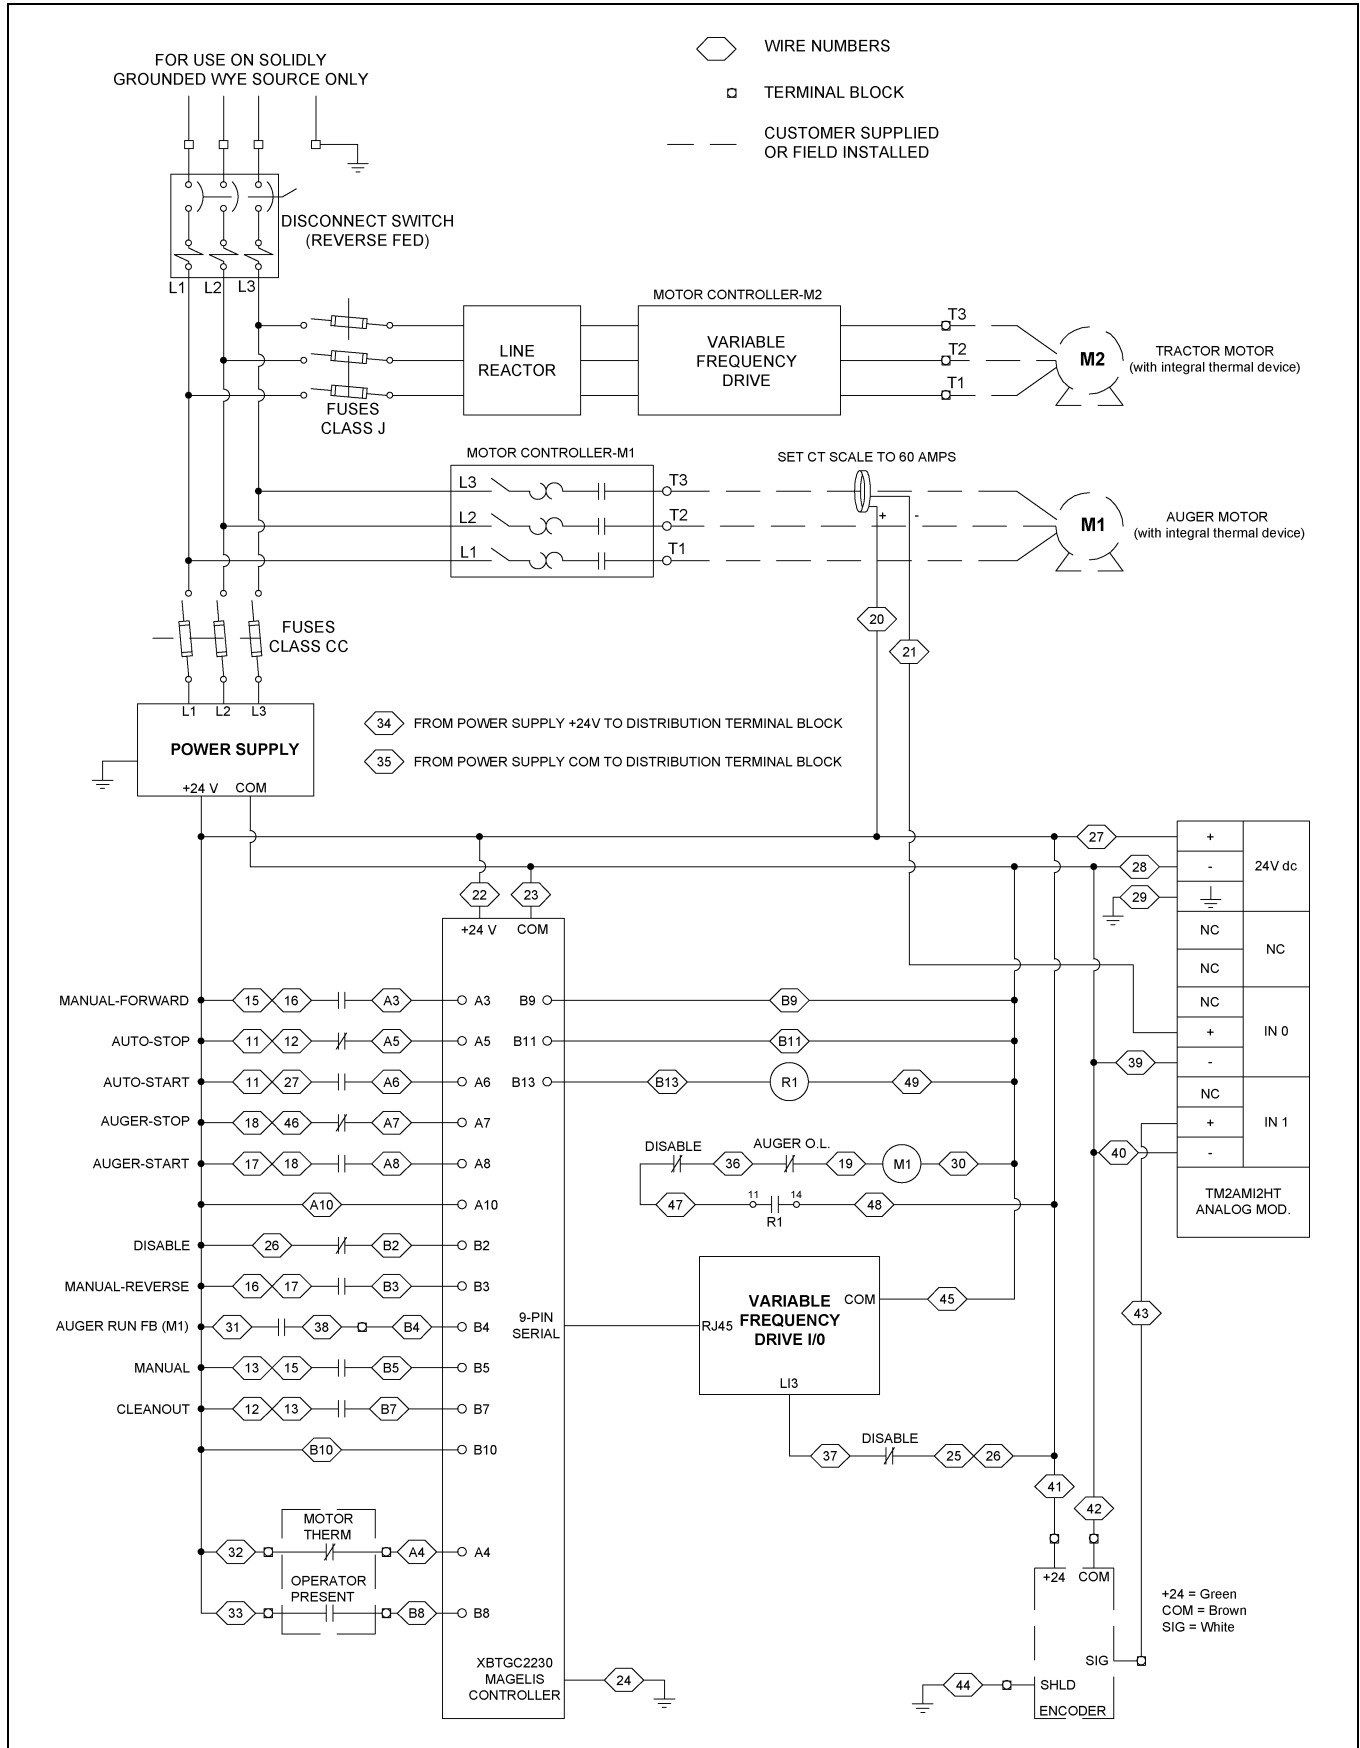 FOR USE ON SOLIDLY
GROUNDED WYE SOURCE ONLY
WIRE NUMBERS
TERMINAL BLOCK
CUSTOMER SUPPLIED
OR FIELD INSTALLED
DISCONNECT SWITCH
(REVERSE FED)
L1 L2 L3
MOTOR CONTROLLER-M2
LINE
REACTOR
VARIABLE
FREQUENCY
DRIVE
T3
T2
T1
M2
TRACTOR MOTOR
(with integral thermal device)
FUSES
CLASS J
MOTOR CONTROLLER-M1
SET CT SCALE TO 60 AMPS
L3
L2
L1
T3
T2
T1
+ -
M1
AUGER MOTOR
(with integral thermal device)
20
21
FUSES
CLASS CC
L1 L2 L3
POWER SUPPLY
+24 V COM
34 FROM POWER SUPPLY +24V TO DISTRIBUTION TERMINAL BLOCK
35 FROM POWER SUPPLY COM TO DISTRIBUTION TERMINAL BLOCK
22 23
+24 V COM
27 +
28 - 24V dc
29
NC
NC
NC
NC
+ IN 0
39 -
NC
+ IN 1
40 -
TM2AMI2HT
ANALOG MOD.
MANUAL-FORWARD 15 16 A3 A3 B9 B9
AUTO-STOP 11 12 A5 A5 B11 B11
AUTO-START 11 27 A6 A6 B13 B13 R1 49
AUGER-STOP 18 46 A7 A7
DISABLE AUGER O.L.
AUGER-START 17 18 A8 A8 36 19 M1 30
A10 A10 47 11 14 48
R1
DISABLE 26 B2 B2
MANUAL-REVERSE 16 17 B3 B3
AUGER RUN FB (M1) 31 38 B4 B4
MANUAL 13 15 B5 B5
CLEANOUT 12 13 B7 B7
B10 B10
9-PIN
SERIAL
RJ45
VARIABLE
FREQUENCY
DRIVE I/0
COM
45
LI3
43
DISABLE
37 25 26
41
42
MOTOR
THERM
32 A4 A4
OPERATOR
PRESENT
33 B8 B8
XBTGC2230
MAGELIS
CONTROLLER
24
+24 COM
+24 = Green
COM = Brown
SIG = White
SIG
44 SHLD
ENCODER